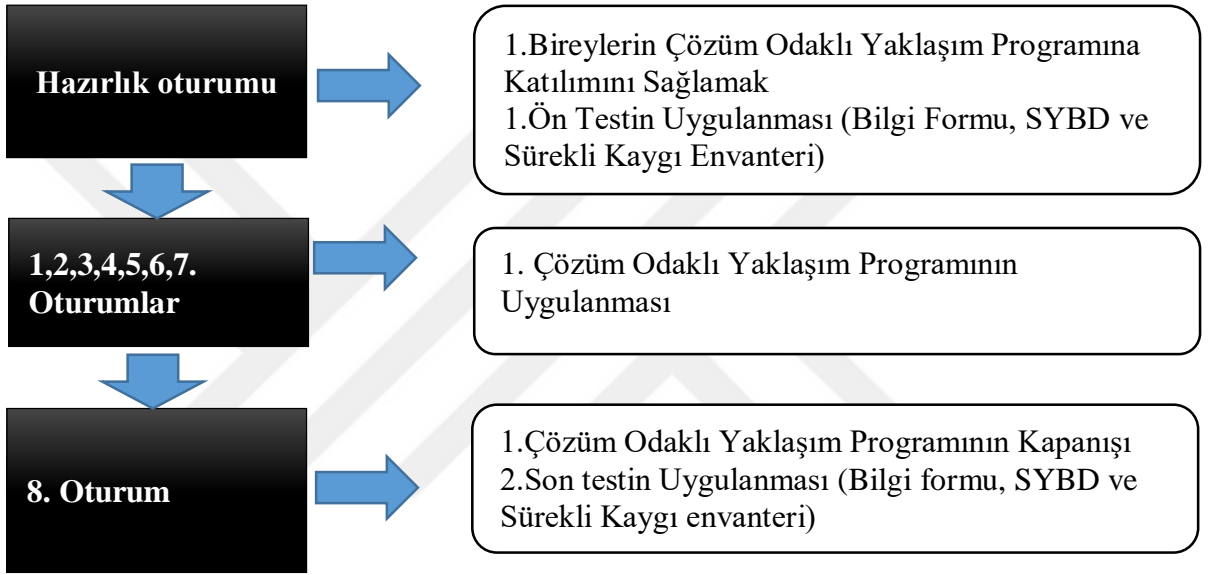 Hazırlık oturumu
1.Bireylerin Çözüm Odaklı Yaklaşım Programına
Katılımını Sağlamak
1.Ön Testin Uygulanması (Bilgi Formu, SYBD ve
Sürekli Kaygı Envanteri)
1,2,3,4,5,6,7.
Oturumlar
1. Çözüm Odaklı Yaklaşım Programının
Uygulanması
8. Oturum
1.Çözüm Odaklı Yaklaşım Programının Kapanışı
2.Son testin Uygulanması (Bilgi formu, SYBD ve
Sürekli Kaygı envanteri)